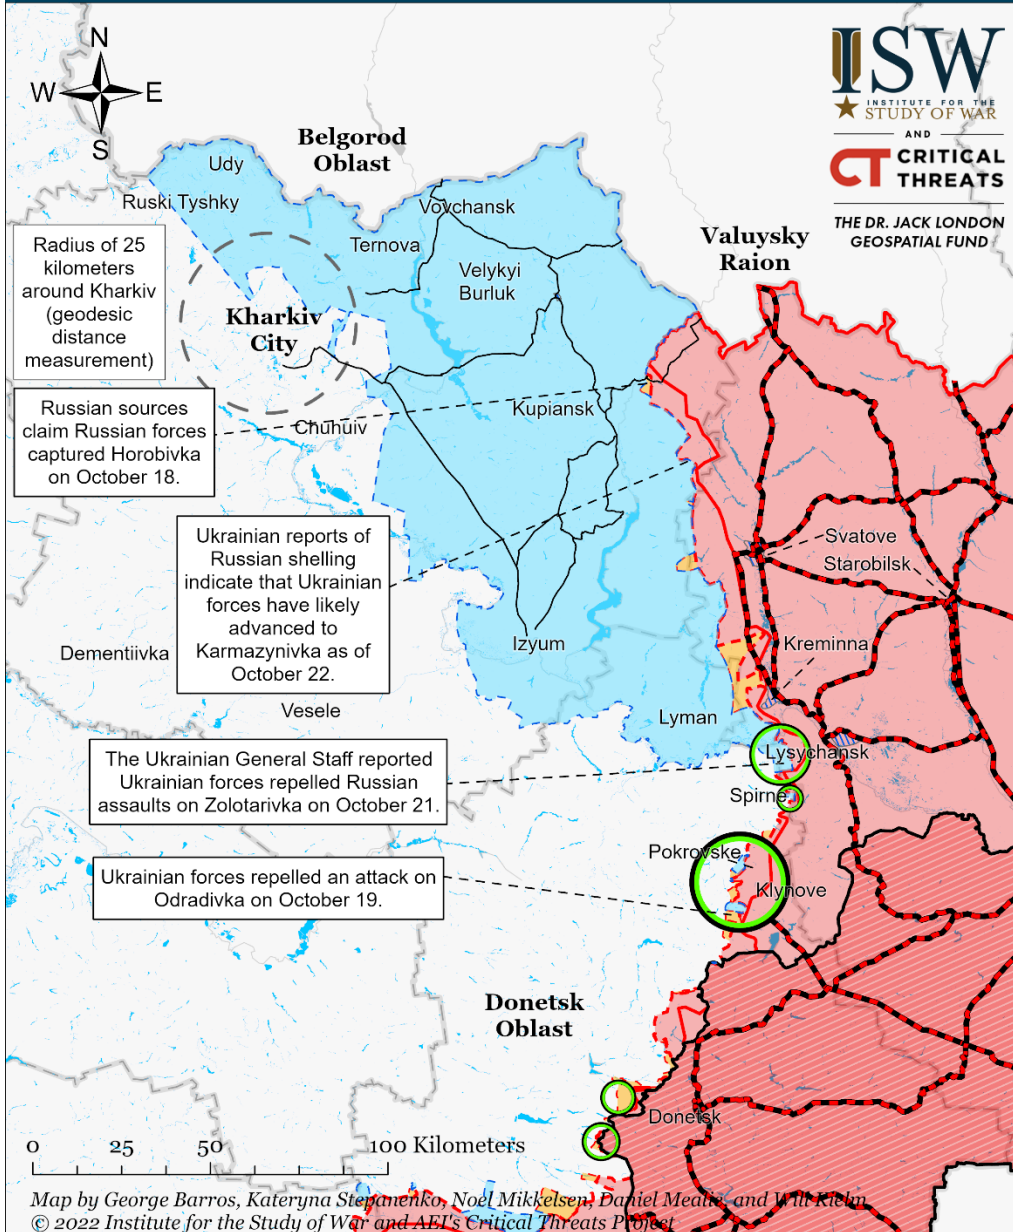 N
W E
S
ISW
INSTITUTE FOR THE
STUDY OF WAR
AND
CT CRITICAL
THREATS
THE DR. JACK LONDON
GEOSPATIAL FUND
Belgorod
Oblast
Udy
Ruski Tyshky
Vovchansk
Ternova
Valuysky
Raion
Velykyi
Burluk
Radius of 25
kilometers
around Kharkiv
(geodesic
distance
measurement)
Kharkiv
City
Russian sources
claim Russian forces
captured Horobivka
on October 18.
Kupiansk
Chuhuiv
Ukrainian reports of
Russian shelling
indicate that Ukrainian
forces have likely
advanced to
Karmazynivka as of
October 22.
Svatove
Starobilsk
Izyum
Kreminna
Dementiivka
Vesele
Lyman
The Ukrainian General Staff reported
Ukrainian forces repelled Russian
assaults on Zolotarivka on October 21.
Lysychansk
Spirne
Pokrovske
Klynove
Ukrainian forces repelled an attack on
Odradivka on October 19.
Donetsk
Oblast
Donetsk
0 25 50 100 Kilometers
Map by George Barros, Kateryna Stepanenko, Noel Mikkelsen, Daniel Mealie, and Will Kielm
© 2022 Institute for the Study of War and AEI's Critical Threats Project